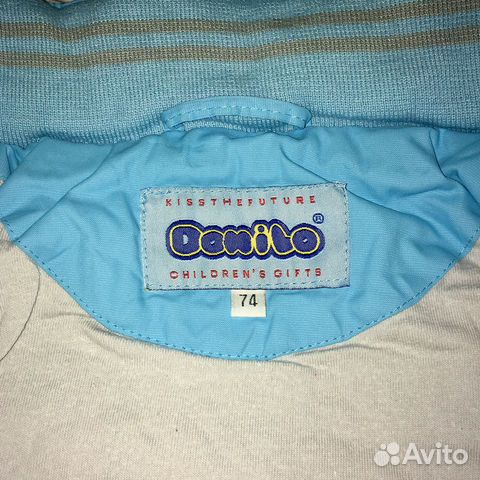 KISSTHEFUTURE
Danilo®
CHILDREN'S GIFTS
74
Avito